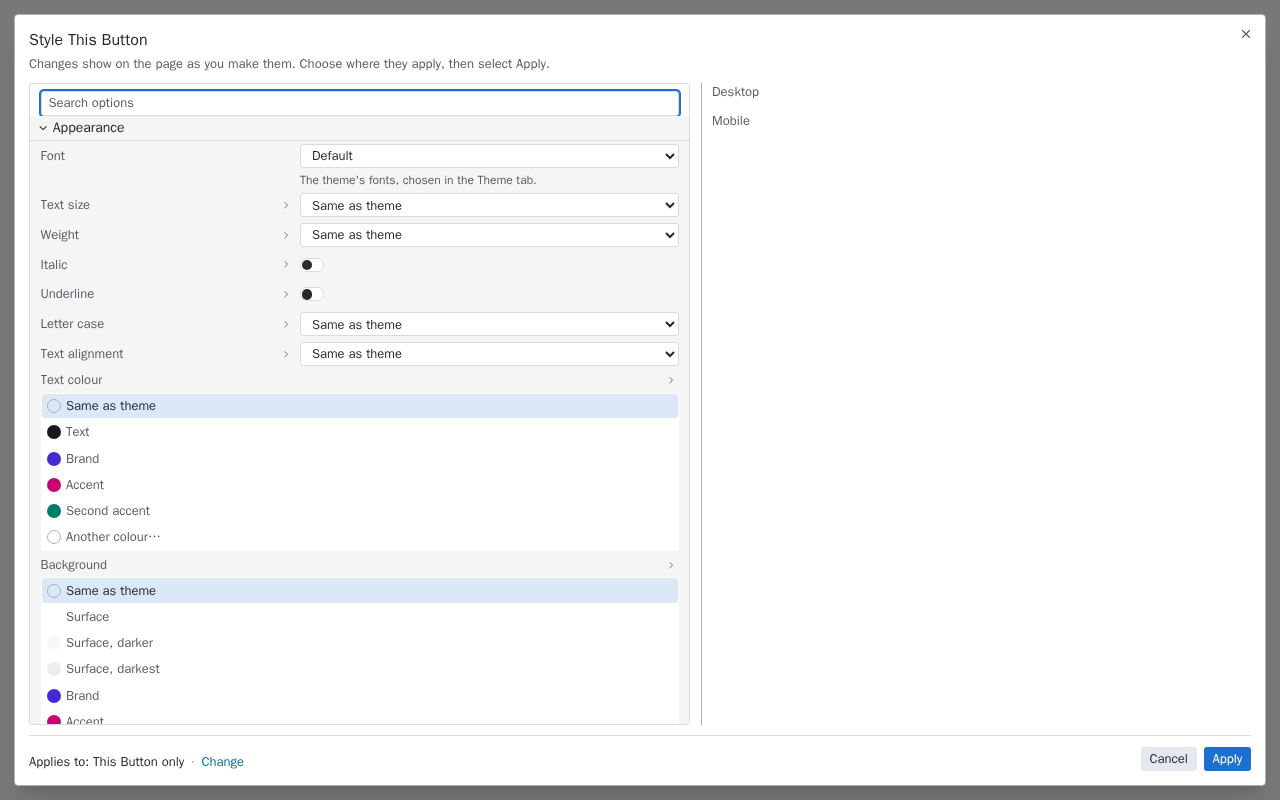 Style This Button
Changes show on the page as you make them. Choose where they apply, then select Apply.
Search options
Appearance
Font
Default
The theme's fonts, chosen in the Theme tab.
Text size
Same as theme
Weight
Same as theme
Italic
Underline
Letter case
Same as theme
Text alignment
Same as theme
Text colour
Same as theme
Text
Brand
Accent
Second accent
Another colour…
Background
Same as theme
Surface
Surface, darker
Surface, darkest
Brand
Accent
Desktop
Mobile
Applies to: This Button only · Change
Cancel
Apply